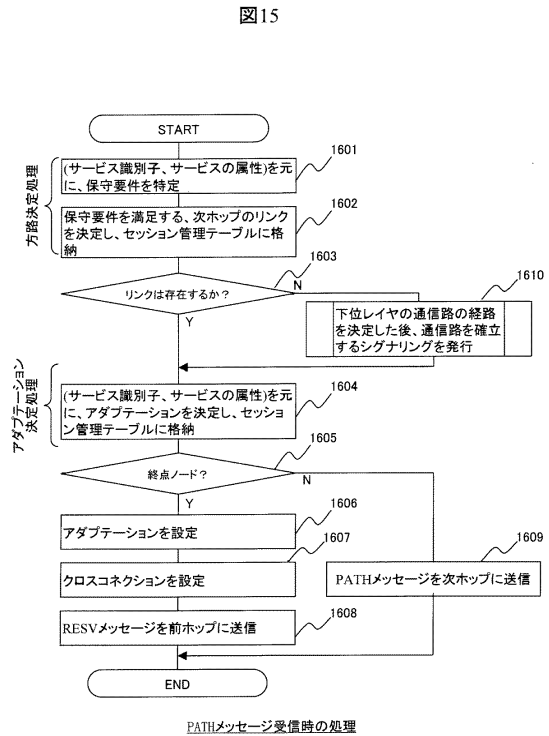 図15
START
1601
(サービス識別子、サービスの属性)を元
に、保守要件を特定
1602
保守要件を満足する、次ホップのリンク
を決定し、セッション管理テーブルに格
納
方路決定処理
1603
リンクは存在するか?
N
Y
1610
下位レイヤの通信路の経路
を決定した後、通信路を確立
するシグナリングを発行
アダプテーション
決定処理
1604
(サービス識別子、サービスの属性)を元
に、アダプテーションを決定し、セッショ
ン管理テーブルに格納
1605
終点ノード?
N
Y
1606
アダプテーションを設定
1607
クロスコネクションを設定
1609
PATHメッセージを次ホップに送信
1608
RESVメッセージを前ホップに送信
END
PATHメッセージ受信時の処理